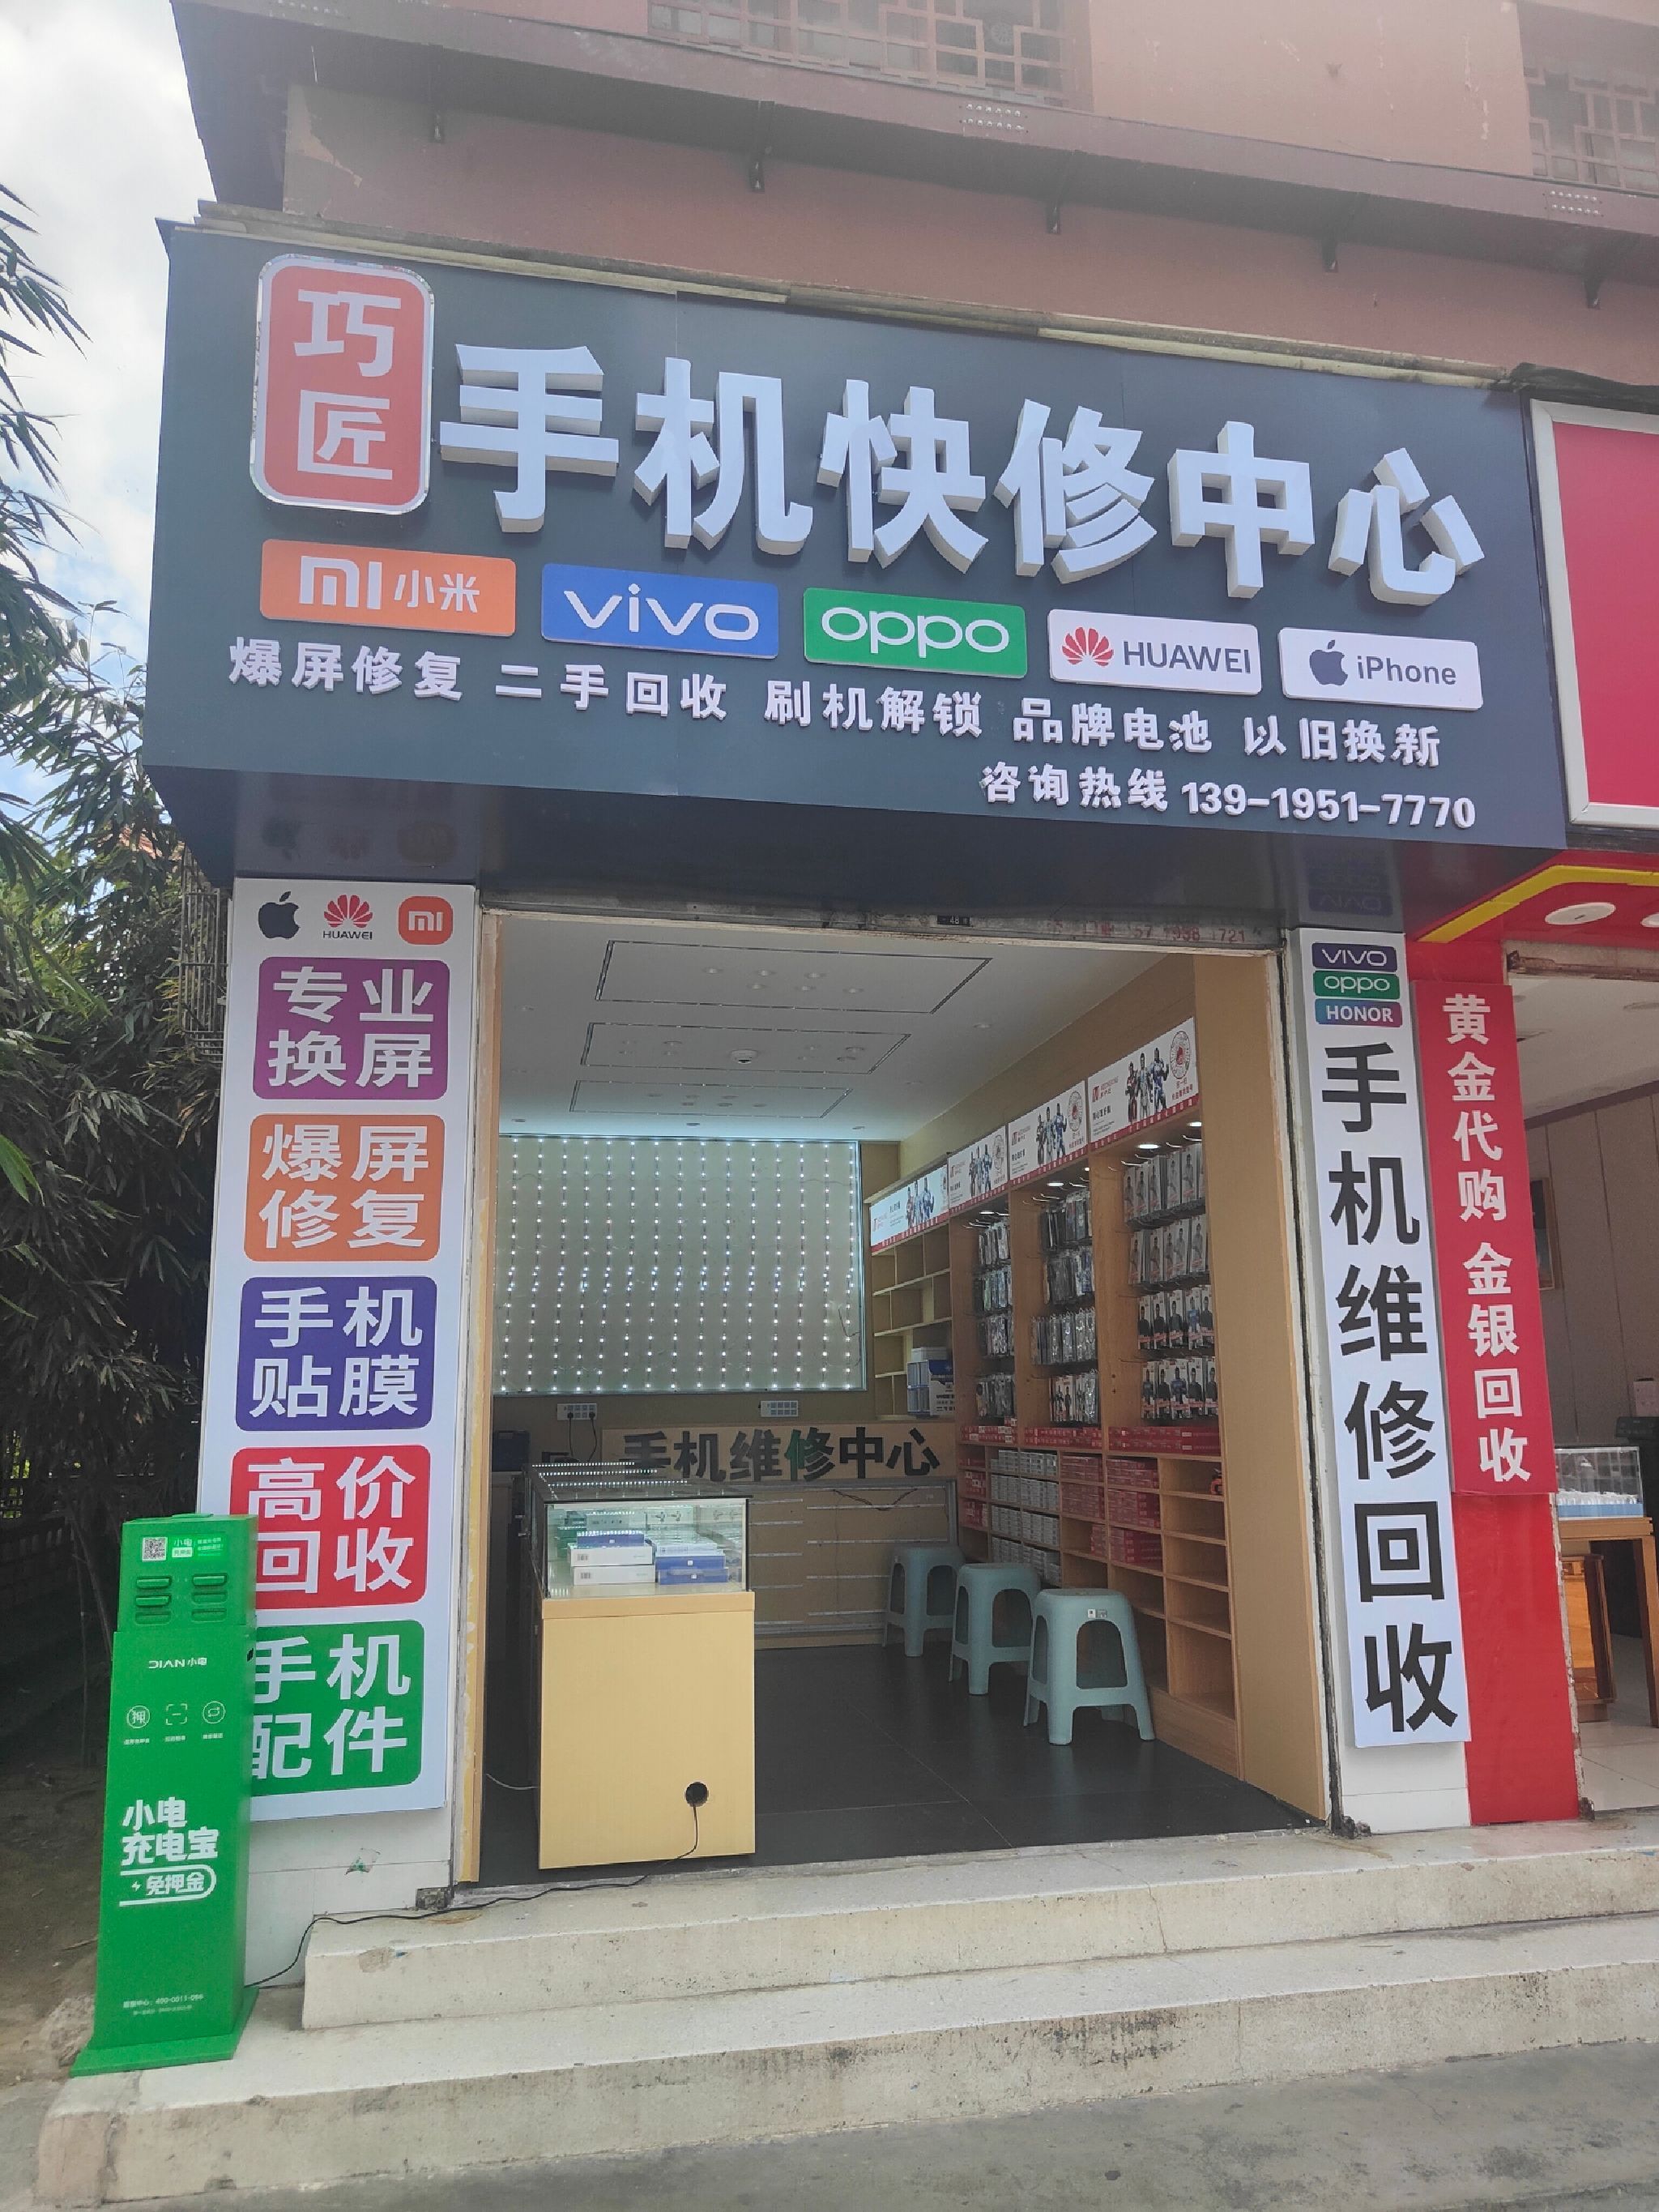 巧匠
手机快修中心
小米
vivo
oppo
HUAWEI
iPhone
爆屏修复 二手回收 刷机解锁 品牌电池 以旧换新
咨询热线 139-1951-7770
HUAWEI
专业
换屏
爆屏
修复
手机
贴膜
高价
回收
手机
配件
vivo
oppo
HONOR
手机维修回收
黄金代购 金银回收
手机维修中心
小电
DIAN小电
小电
充电宝
免押金